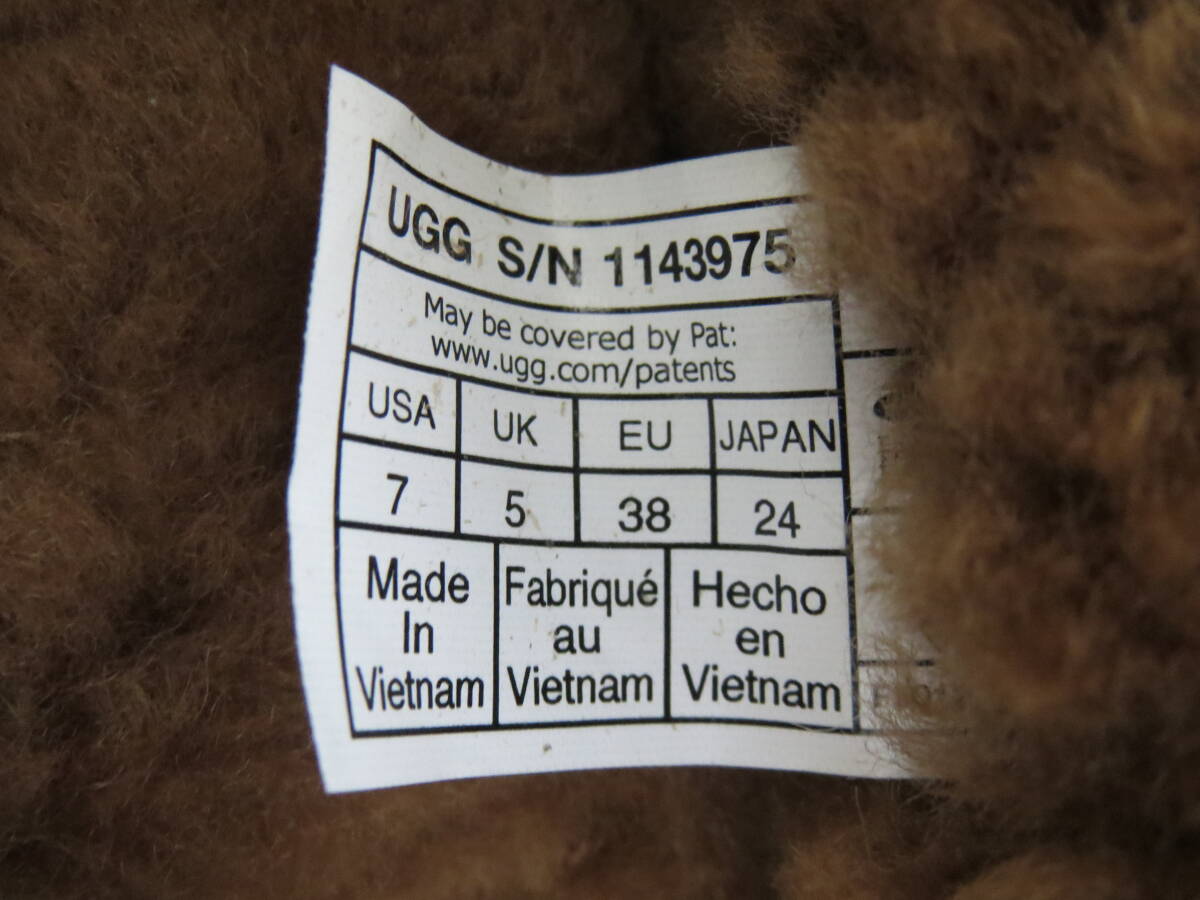 UGG S/N 1143975
May be covered by Pat:
www.ugg.com/patents
USA UK EU JAPAN
7 5 38 24
Made In Vietnam
Fabriqué au Vietnam
Hecho en Vietnam